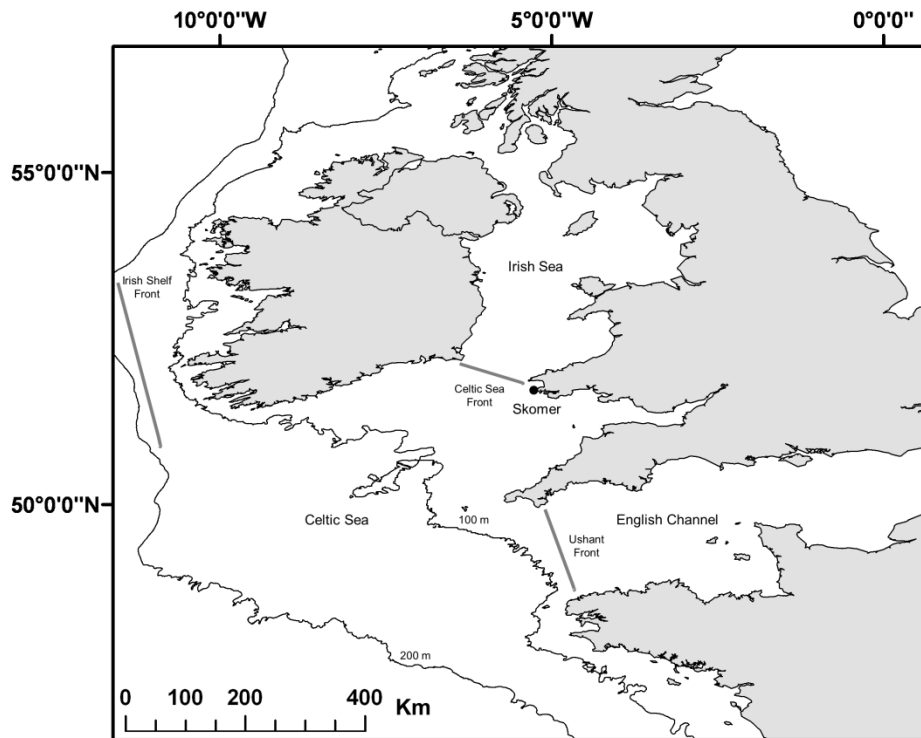 10°0'0"W
5°0'0"W
0°0'0"
55°0'0"N
Irish Sea
Irish Shelf
Front
Celtic Sea
Front
Skomer
50°0'0"N
Celtic Sea
100 m
English Channel
Ushant
Front
200 m
0 100 200 400
Km